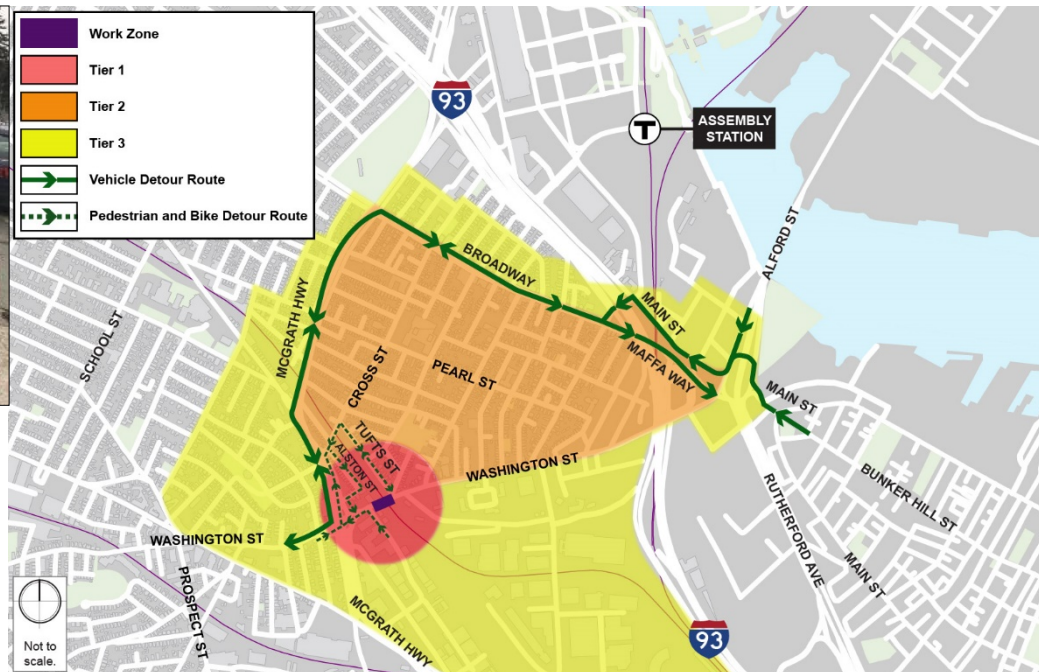 Work Zone
Tier 1
Tier 2
Tier 3
Vehicle Detour Route
Pedestrian and Bike Detour Route
93
T
ASSEMBLY
STATION
ALFORD ST
BROADWAY
MAIN ST
MCGRATH HWY
SCHOOL ST
MAFFA WAY
CROSS ST
PEARL ST
MAIN ST
TUFTS ST
ALSTON ST
WASHINGTON ST
BUNKER HILL ST
RUTHERFORD AVE
MAIN ST
WASHINGTON ST
PROSPECT ST
MCGRATH HWY
93
Not to
scale.